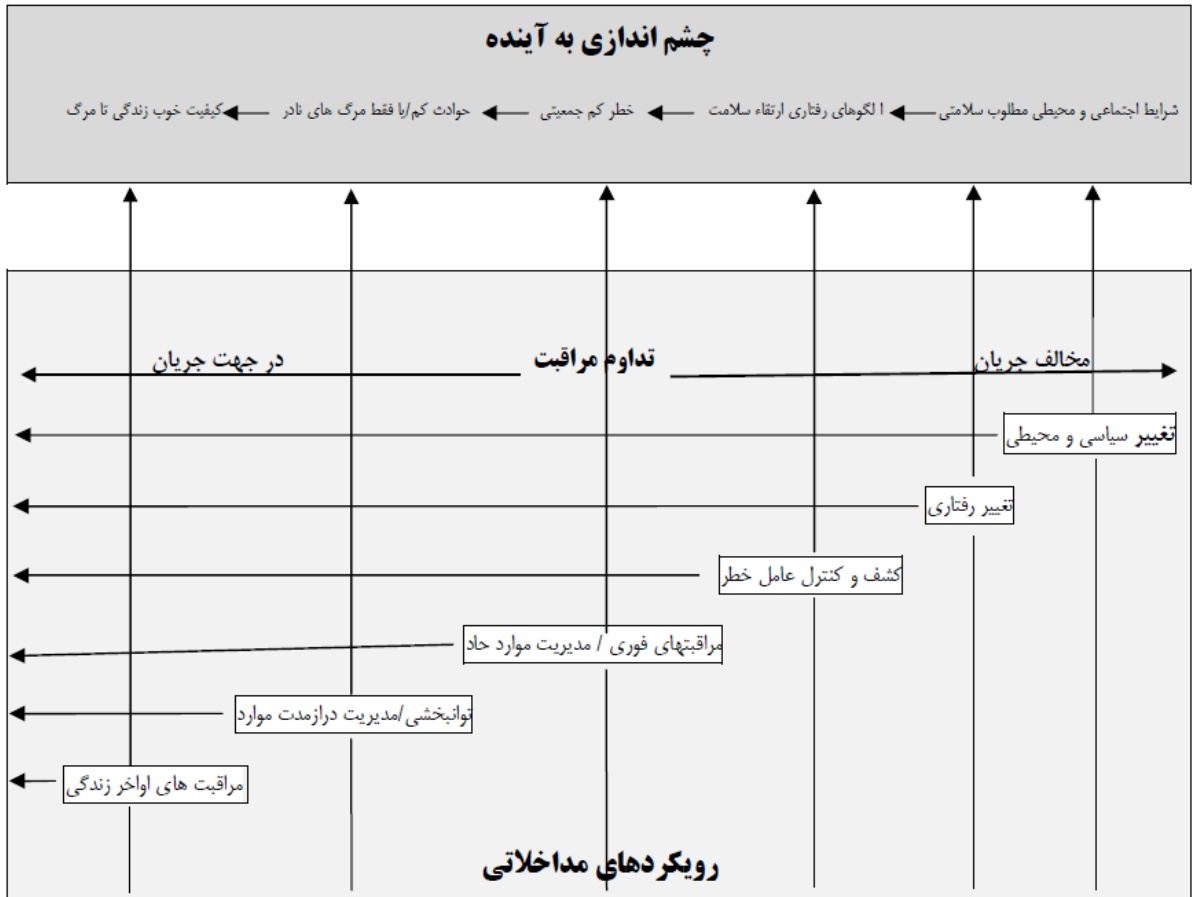 چشم اندازی به آینده
شرایط اجتماعی و محیطی مطلوب سلامتی ا لگوهای رفتاری ارتقاء سلامت خطر کم جمعیتی حوادث کم/یا فقط مرگ های نادر کیفیت خوب زندگی تا مرگ
مخالف جریان تداوم مراقبت در جهت جریان
تغییر سیاسی و محیطی
تغییر رفتاری
کشف و کنترل عامل خطر
مراقبتهای فوری / مدیریت موارد حاد
توانبخشی/مدیریت درازمدت موارد
مراقبت های اواخر زندگی
رویکردهای مداخلاتی